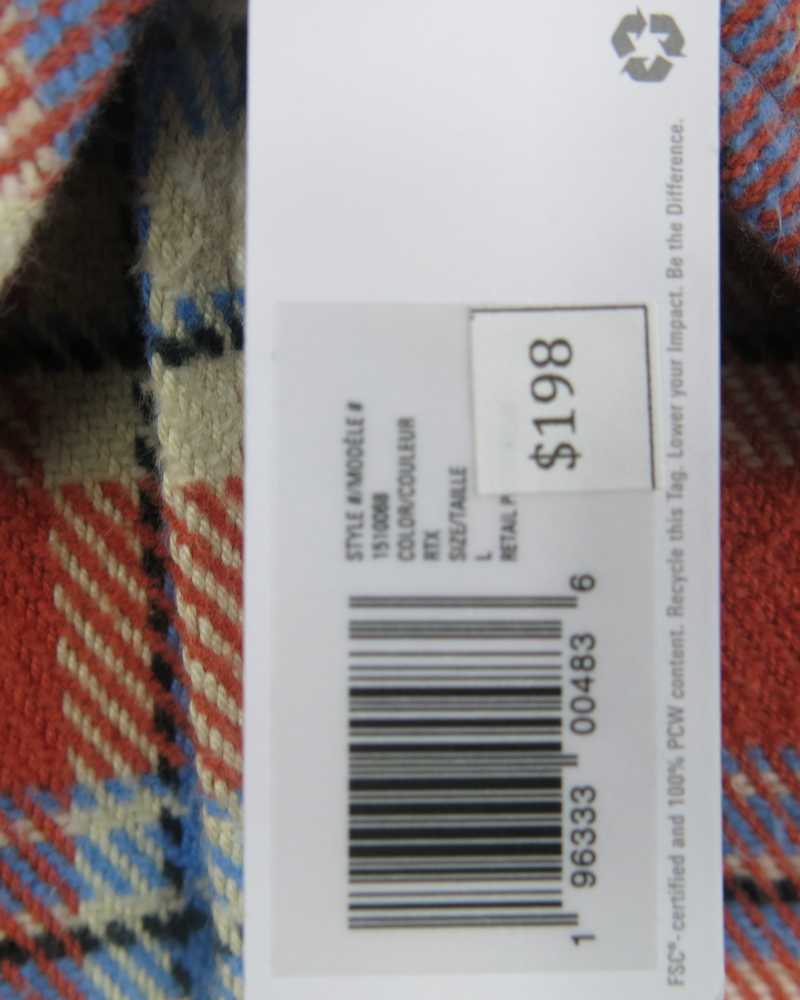 STYLE #/MODÈLE #
1510068
COLOR/COULEUR
RTX
SIZE/TAILLE
L
RETAIL P
$198
1 96333 00483 6
FSC®-certified and 100% PCW content. Recycle this Tag. Lower your Impact. Be the Difference.